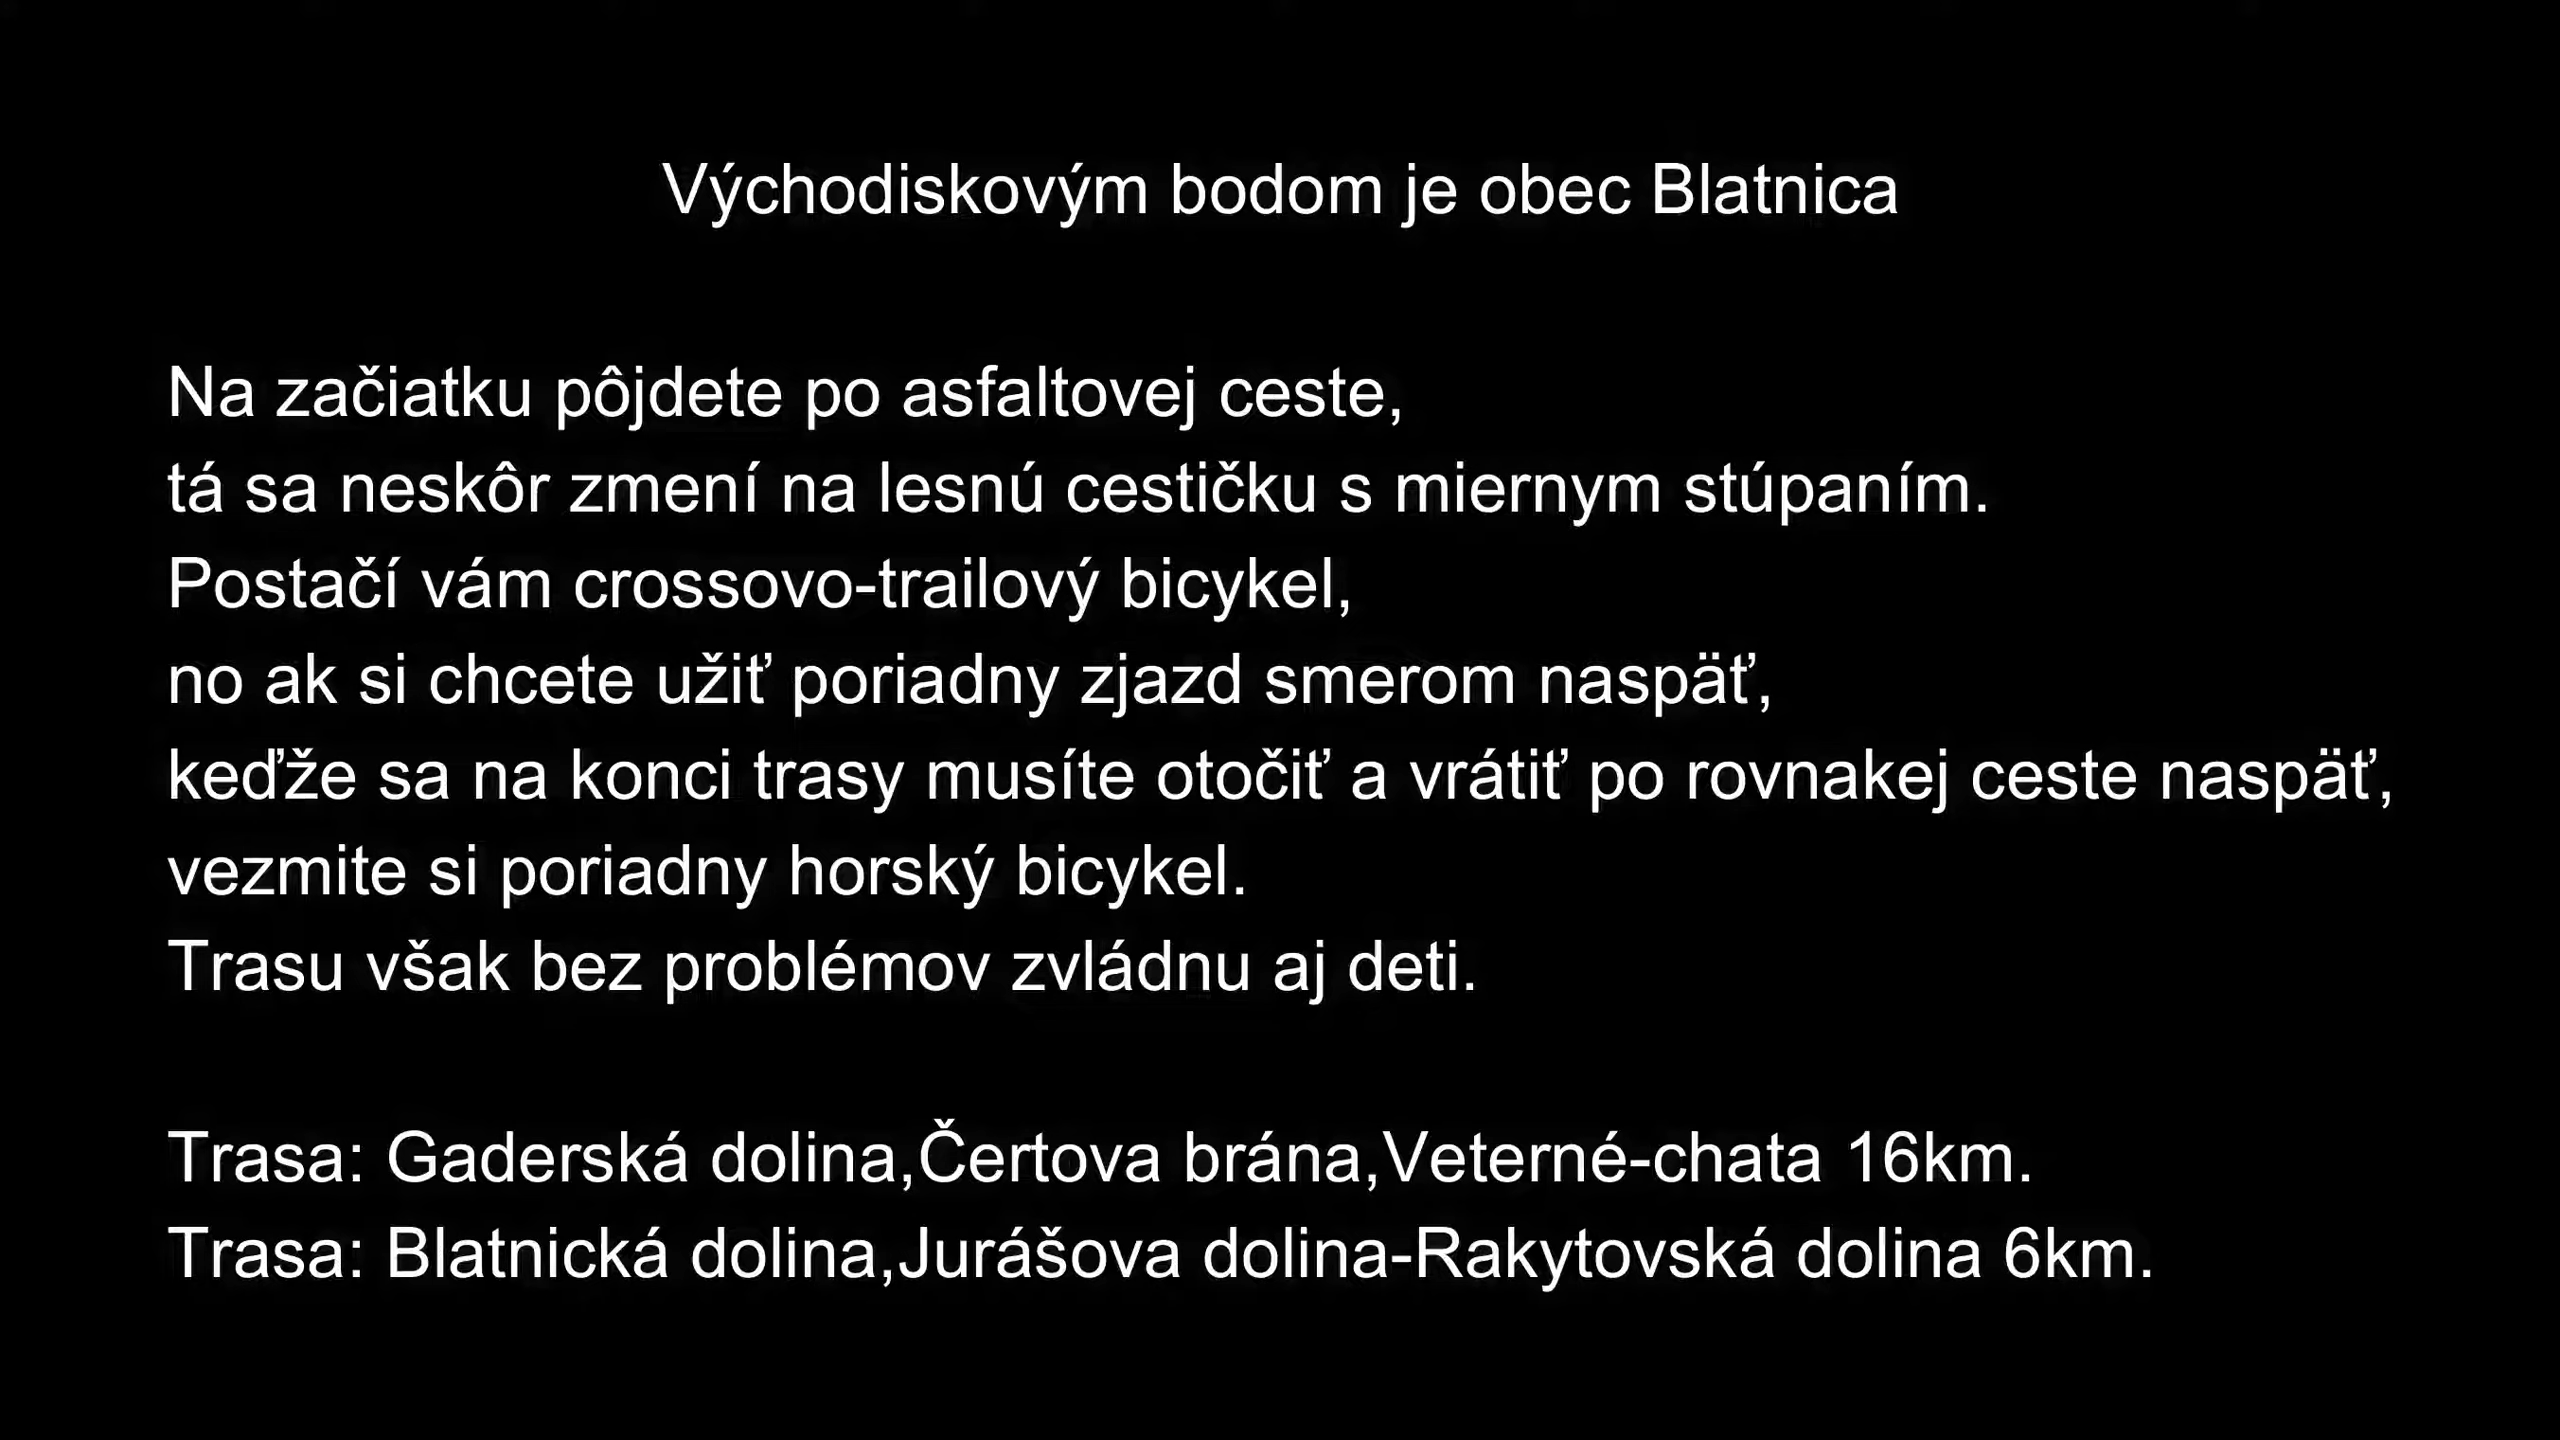 Východiskovým bodom je obec Blatnica
Na začiatku pôjdete po asfaltovej ceste,
tá sa neskôr zmení na lesnú cestičku s miernym stúpaním.
Postačí vám crossovo-trailový bicykel,
no ak si chcete užiť poriadny zjazd smerom naspäť,
keďže sa na konci trasy musíte otočiť a vrátiť po rovnakej ceste naspäť,
vezmite si poriadny horský bicykel.
Trasu však bez problémov zvládnu aj deti.
Trasa: Gaderská dolina,Čertova brána,Veterné-chata 16km.
Trasa: Blatnická dolina,Jurášova dolina-Rakytovská dolina 6km.